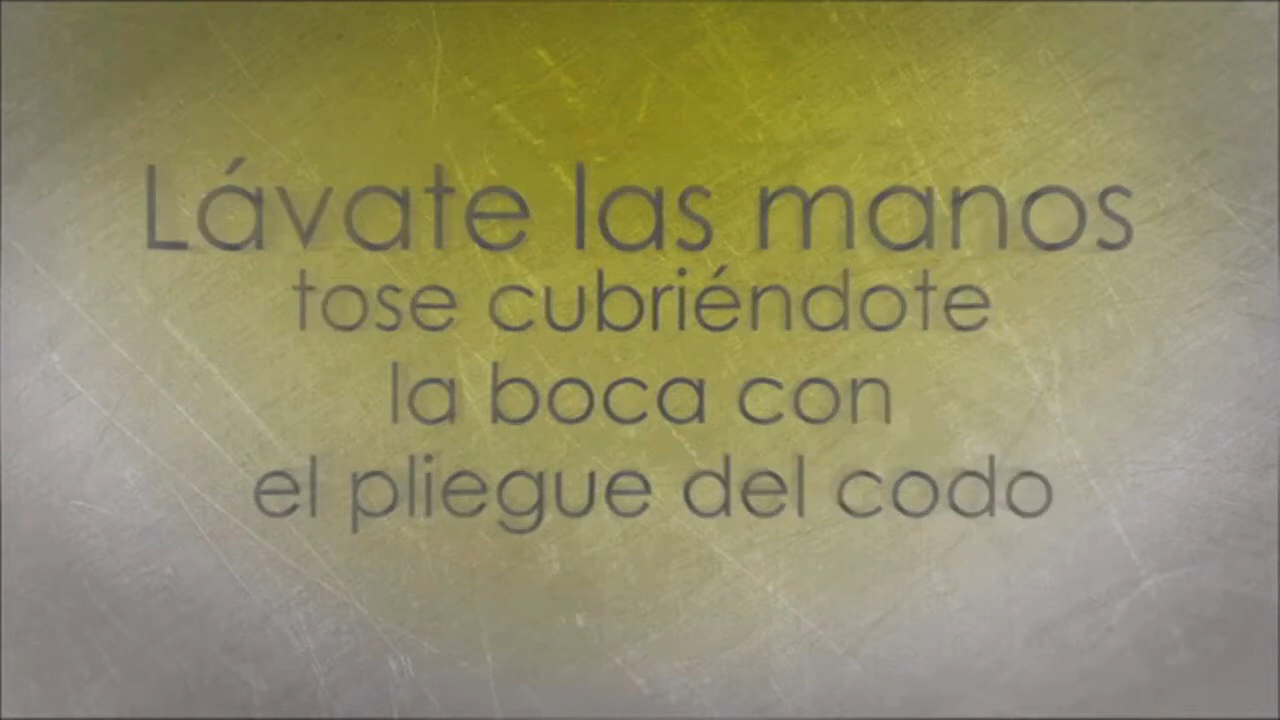 Lávate las manos
tose cubriéndote
la boca con
el pliegue del codo